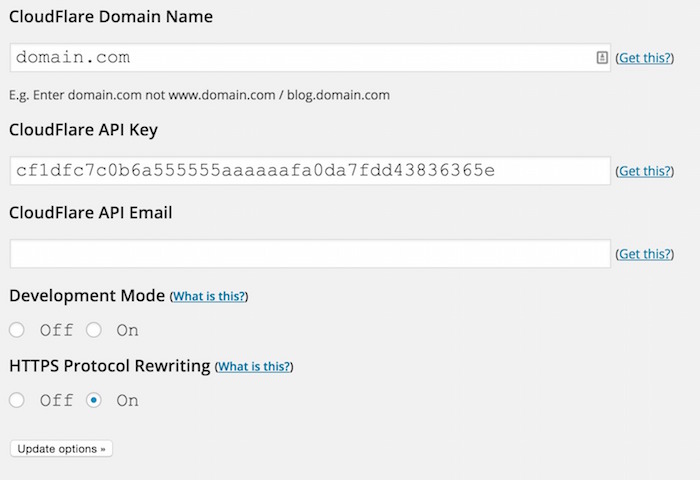 CloudFlare Domain Name
domain.com (Get this?)
E.g. Enter domain.com not www.domain.com / blog.domain.com
CloudFlare API Key
cf1dfc7c0b6a555555aaaaaafa0da7fdd43836365e (Get this?)
CloudFlare API Email
(Get this?)
Development Mode (What is this?)
Off On
HTTPS Protocol Rewriting (What is this?)
Off On
Update options »